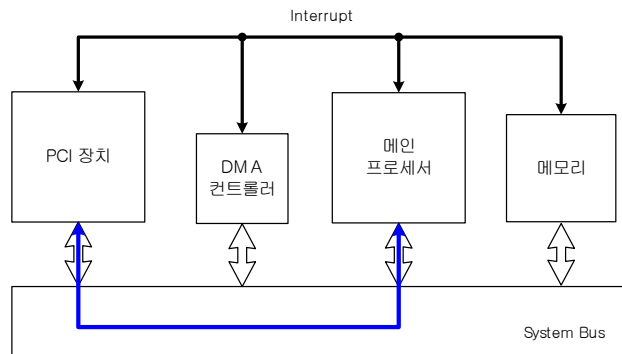 Interrupt
PCI 장치
DMA
컨트롤러
메인
프로세서
메모리
System Bus